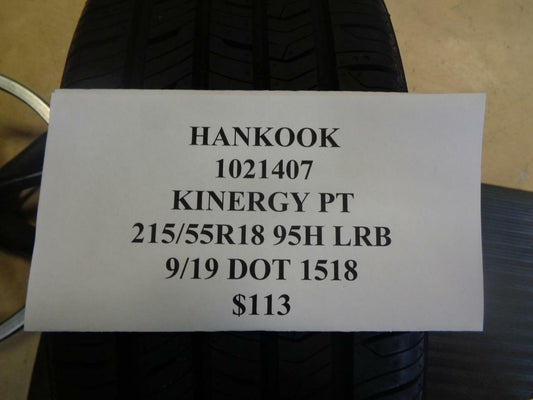 HANKOOK
1021407
KINERGY PT
215/55R18 95H LRB
9/19 DOT 1518
$113